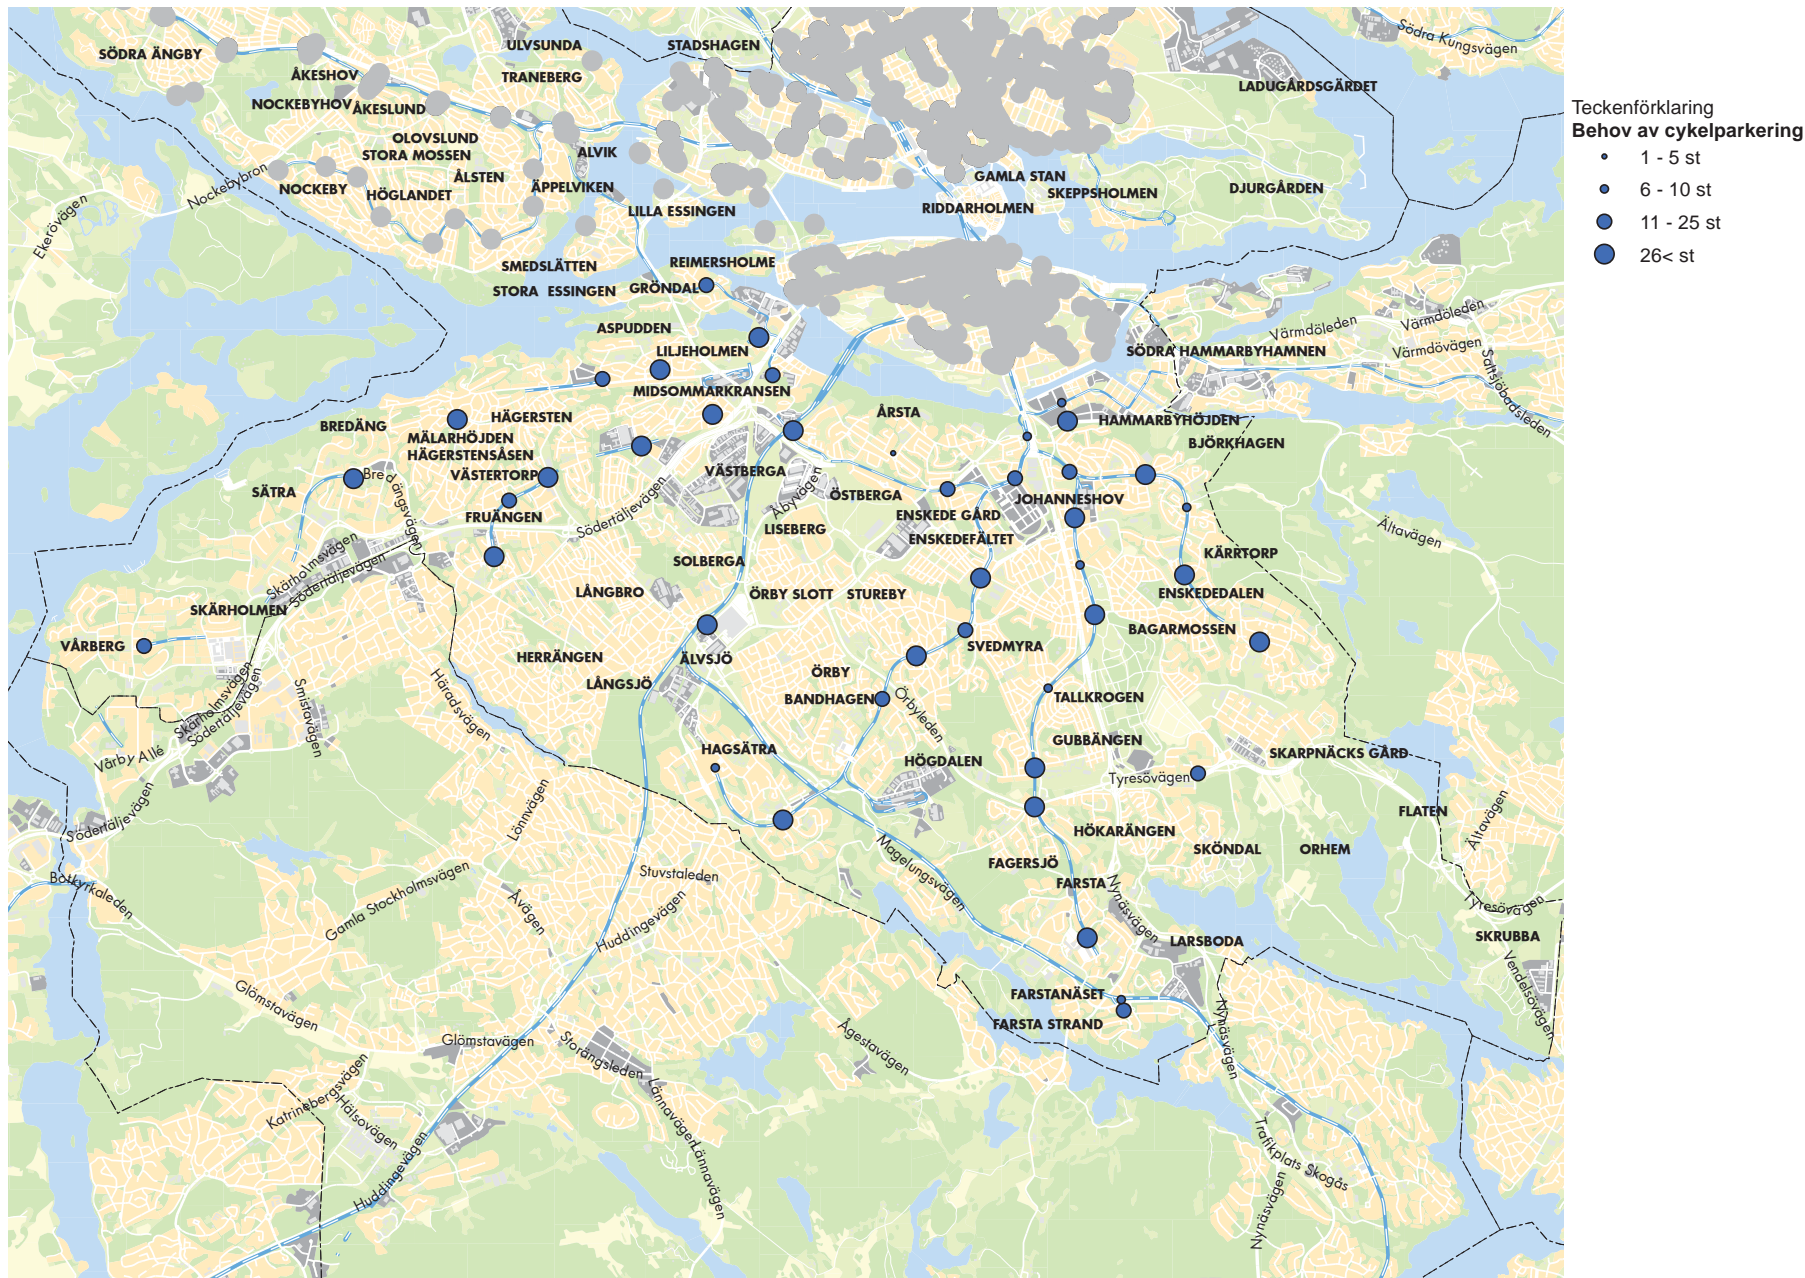 Teckenförklaring
Behov av cykelparkering
1 - 5 st
6 - 10 st
11 - 25 st
26< st
SÖDRA ÄNGBY
ULVSUNDA
STADSHAGEN
Södra Kungsvägen
ÅKESHOV
TRANEBERG
LADUGÅRDSGÄRDET
NOCKEBYHOV
ÅKESLUND
OLOVSLUND
STORA MOSSEN
ALVIK
ÅLSTEN
GAMLA STAN
SKEPPSHOLMEN
DJURGÅRDEN
Nockebybron
NOCKEBY
HÖGLANDET
ÄPPELVIKEN
LILLA ESSINGEN
RIDDARHOLMEN
Ekerövägen
SMEDSLÄTTEN
REIMERSHOLME
STORA ESSINGEN
GRÖNDAL
ASPUDDEN
Värmdöleden
Värmdöleden
LILJEHOLMEN
SÖDRA HAMMARBYHAMNEN
Värmdövägen
Saltsjöbadsleden
MIDSOMMARKRANSEN
HÄGERSTEN
ÅRSTA
HAMMARBYHÖJDEN
BREDÄNG
MÄLARHÖJDEN
BJÖRKHAGEN
HÄGERSTENSÅSEN
VÄSTERTORP
Bredängsvägen
VÄSTBERGA
Åbyvägen
SÄTRA
ÖSTBERGA
JOHANNESHOV
FRUÄNGEN
Södertäljevägen
LISEBERG
ENSKEDE GÅRD
Ältavägen
ENSKEDEFÄLTET
Skärholmsvägen
Södertäljevägen
SOLBERGA
KÄRRTORP
SKÄRHOLMEN
LÅNGBRO
ÖRBY SLOTT
STUREBY
ENSKEDEDALEN
BAGARMOSSEN
VÅRBERG
HERRÄNGEN
ÄLVSJÖ
SVEDMYRA
ÖRBY
LÅNGSJÖ
BANDHAGEN
Örbyleden
TALLKROGEN
Skärholmsvägen
Södertäljevägen
Smistavägen
Häradsvägen
Vårby Allé
HAGSÄTRA
GUBBÄNGEN
SKARPNÄCKS GÅRD
HÖGDALEN
Tyresövägen
FLATEN
Ältavägen
Södertäljevägen
Lönnvägen
HÖKARÄNGEN
SKÖNDAL
ORHEM
Magelungsvägen
FAGERSJÖ
FARSTA
Nynäsvägen
Botkyrkaleden
Gamla Stockholmsvägen
Stuvstaleden
Åvägen
Huddingevägen
Tyresövägen
SKRUBBA
LARSBODA
Vendelsövägen
FARSTANÄSET
Glömstavägen
FARSTA STRAND
Nynäsvägen
Glömstavägen
Storängsleden
Ågestavägen
Katrinebergsvägen
Hälsovägen
Lännavägen
Lännavägen
Huddingevägen
Trafikplats Skogås
Nynäsvägen